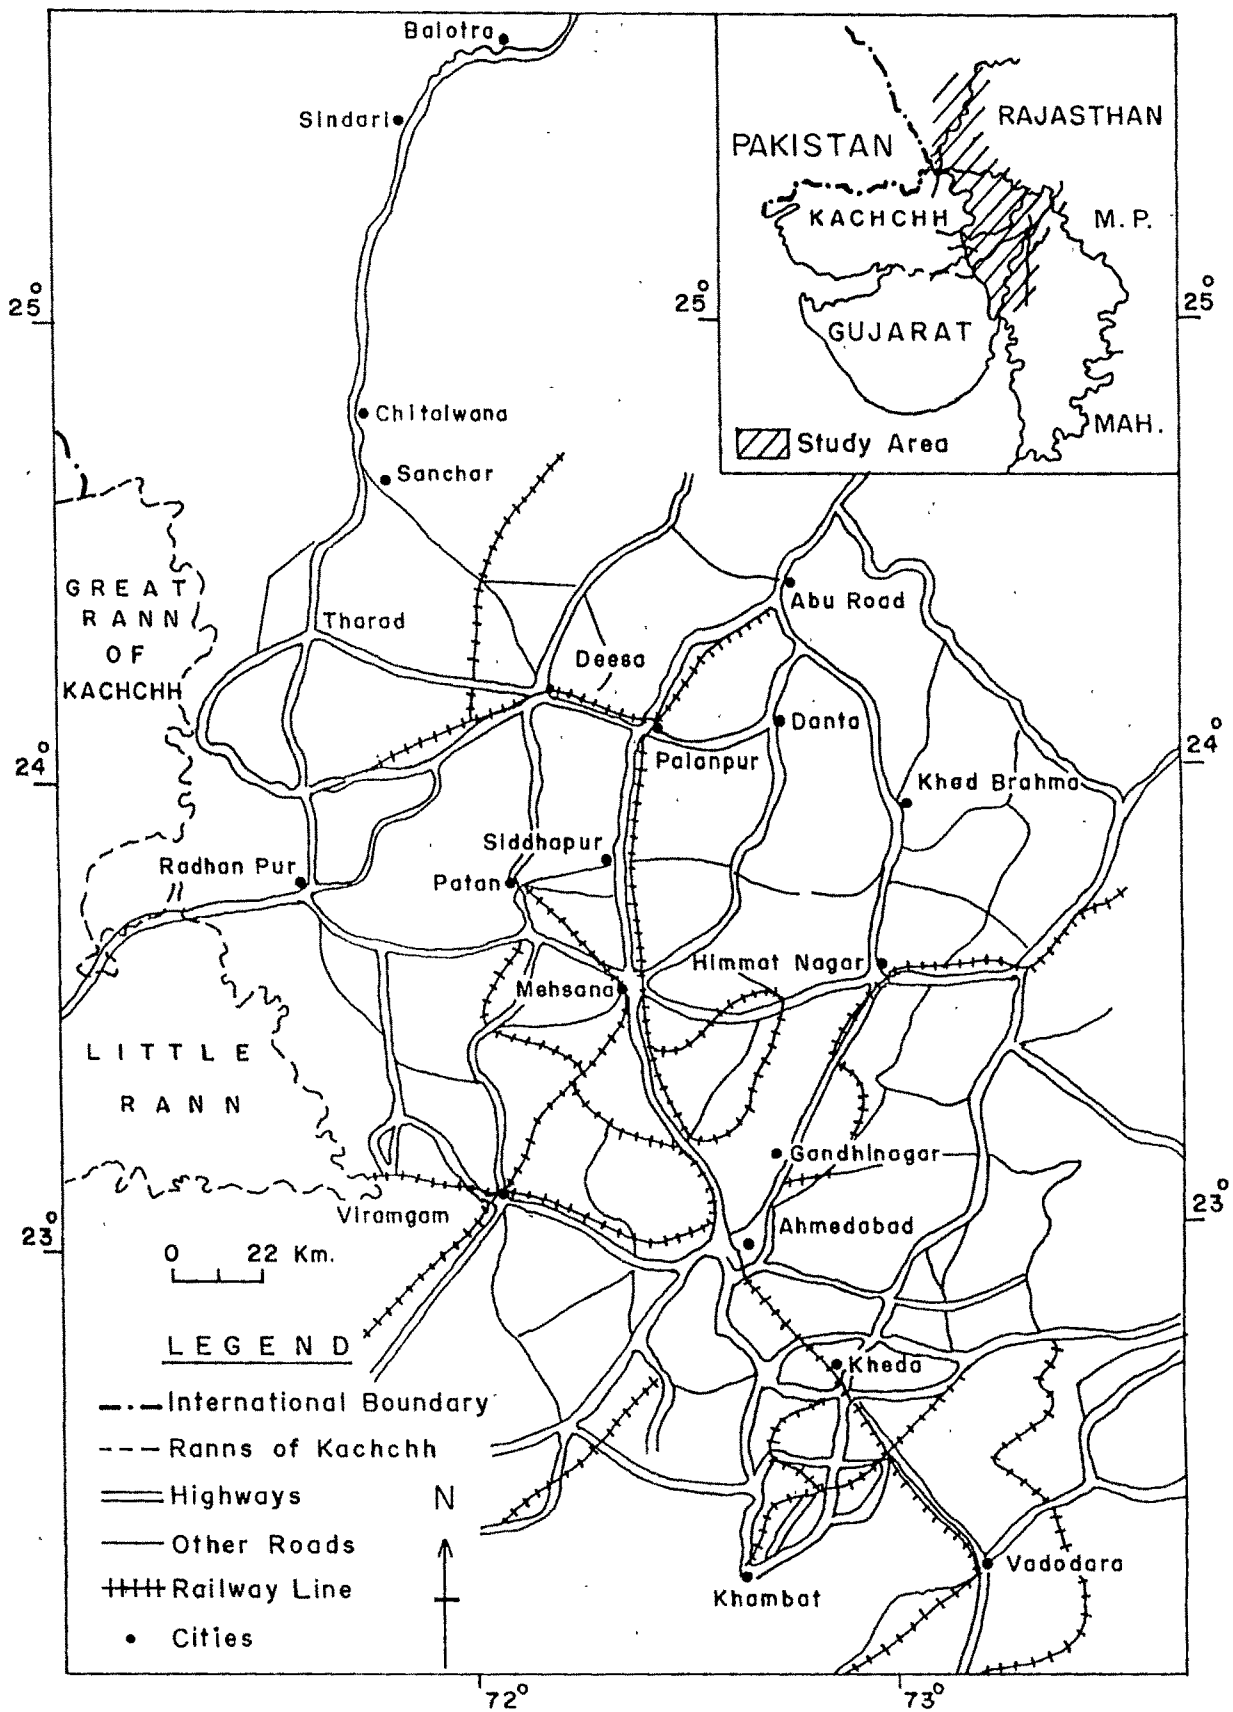 Balotra
Sindari
PAKISTAN
RAJASTHAN
KACHCHH
M.P.
GUJARAT
MAH.
Study Area
25°
25°
25°
Chitalwana
Sanchar
GREAT
RANN
OF
KACHCHH
Tharad
Abu Road
Deesa
Danta
Palanpur
24°
24°
Khed Brahma
Siddhapur
Radhan Pur
Patan
Himmat Nagar
Mehsana
LITTLE
RANN
Gandhinagar
Viramgam
Ahmedabad
23°
23°
0 22 Km.
LEGEND
International Boundary
Ranns of Kachchh
Highways
Other Roads
Railway Line
Cities
N
Kheda
Vadodara
Khambat
72°
73°